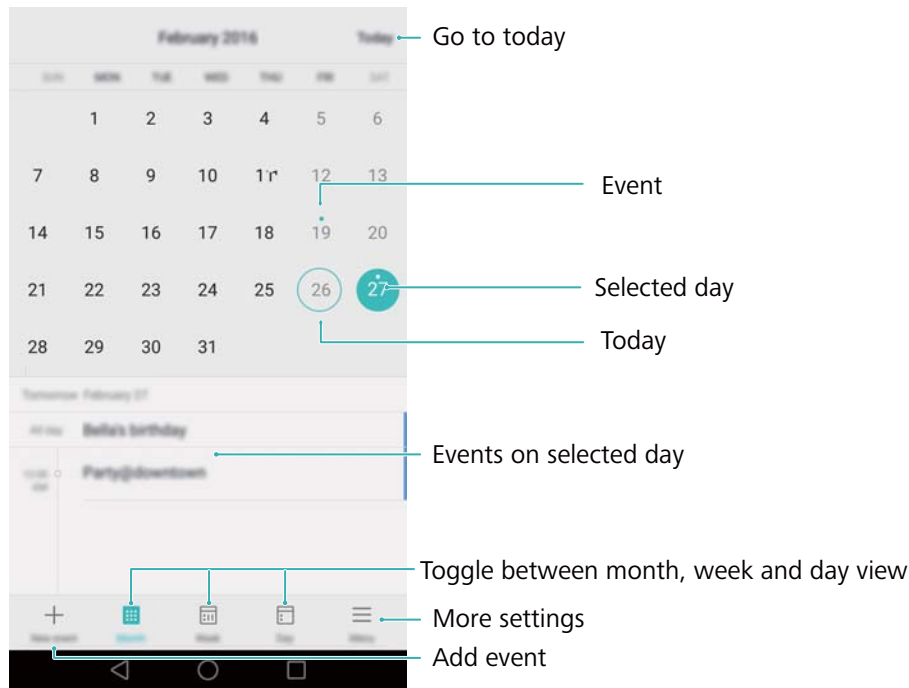 February 2016 Today Go to today
SUN MON TUE WED THU FRI SAT
1 2 3 4 5 6
7 8 9 10 12 13
Event
14 15 16 17 18 19 20
21 22 23 24 25 26 27 Selected day
Today
28 29 30 31
Tomorrow February 27
All day Bella's birthday
Events on selected day
Party@downtown
Toggle between month, week and day view
More settings
New event Month Week Day Menu
Add event